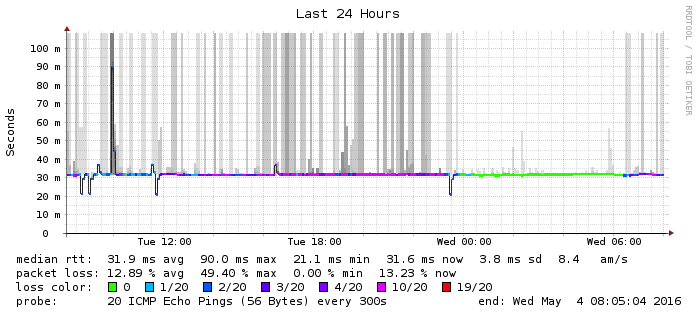 Last 24 Hours
RRDTOOL / TOBI OETIKER
Seconds
100 m
90 m
80 m
70 m
60 m
50 m
40 m
30 m
20 m
10 m
0
Tue 12:00 Tue 18:00 Wed 00:00 Wed 06:00
median rtt: 31.9 ms avg 90.0 ms max 21.1 ms min 31.6 ms now 3.8 ms sd 8.4 am/s
packet loss: 12.89 % avg 49.40 % max 0.00 % min 13.23 % now
loss color: 0 1/20 2/20 3/20 4/20 10/20 19/20
probe: 20 ICMP Echo Pings (56 Bytes) every 300s end: Wed May 4 08:05:04 2016